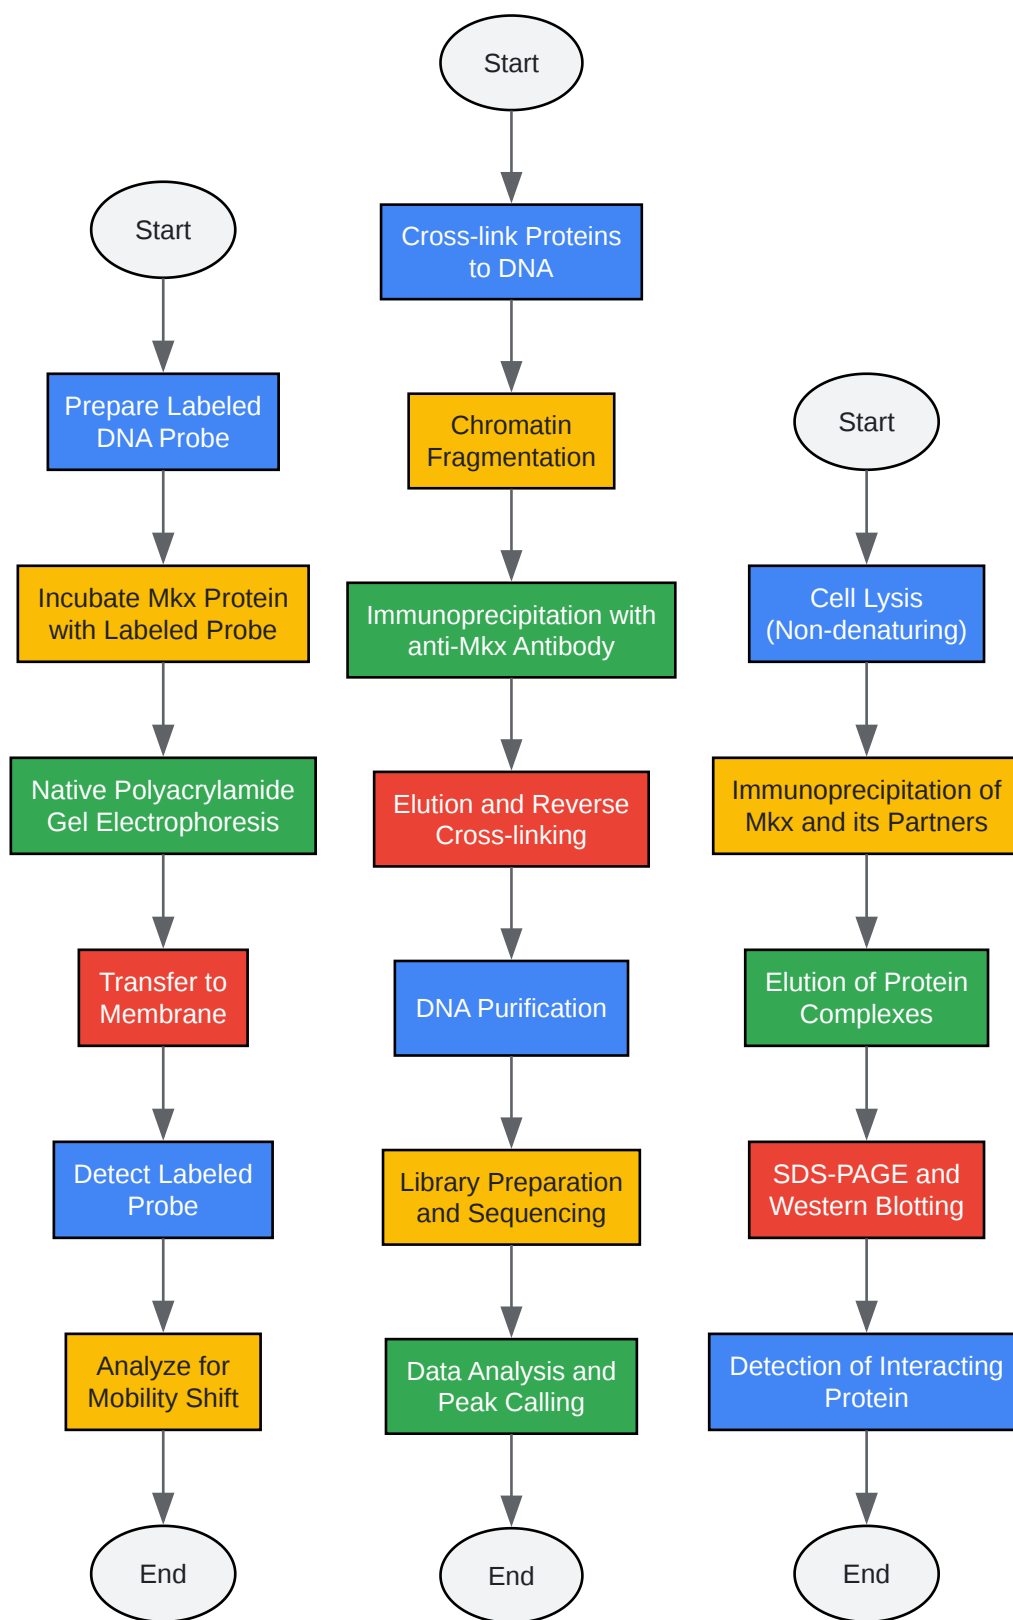 Start
Prepare Labeled
DNA Probe
Incubate Mkx Protein
with Labeled Probe
Native Polyacrylamide
Gel Electrophoresis
Transfer to
Membrane
Detect Labeled
Probe
Analyze for
Mobility Shift
End
Start
Cross-link Proteins
to DNA
Chromatin
Fragmentation
Immunoprecipitation with
anti-Mkx Antibody
Elution and Reverse
Cross-linking
DNA Purification
Library Preparation
and Sequencing
Data Analysis and
Peak Calling
End
Start
Cell Lysis
(Non-denaturing)
Immunoprecipitation of
Mkx and its Partners
Elution of Protein
Complexes
SDS-PAGE and
Western Blotting
Detection of Interacting
Protein
End